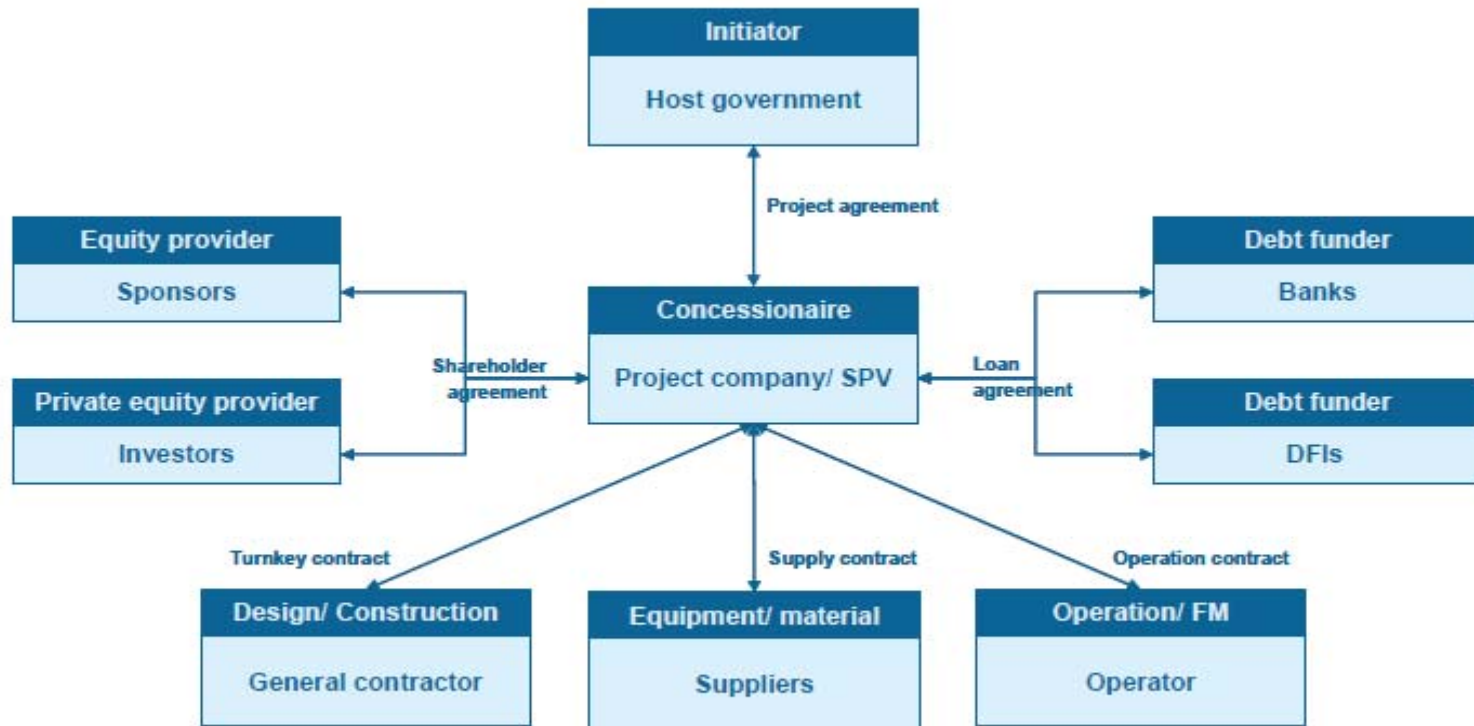 Initiator
Host government
Project agreement
Equity provider
Sponsors
Debt funder
Banks
Concessionaire
Project company/ SPV
Shareholder
agreement
Loan
agreement
Private equity provider
Investors
Debt funder
DFIs
Turnkey contract
Supply contract
Operation contract
Design/ Construction
General contractor
Equipment/ material
Suppliers
Operation/ FM
Operator